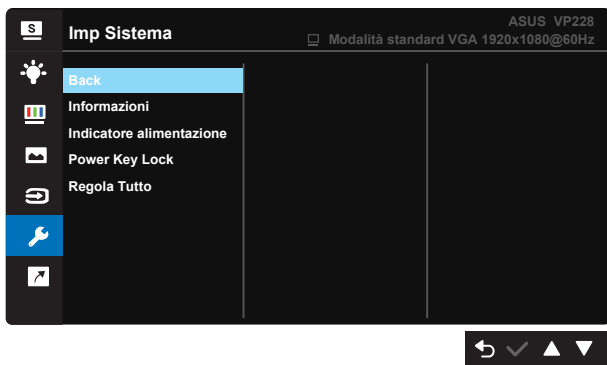 S
Imp Sistema
ASUS VP228
Modalità standard VGA 1920x1080@60Hz
Back
Informazioni
Indicatore alimentazione
Power Key Lock
Regola Tutto